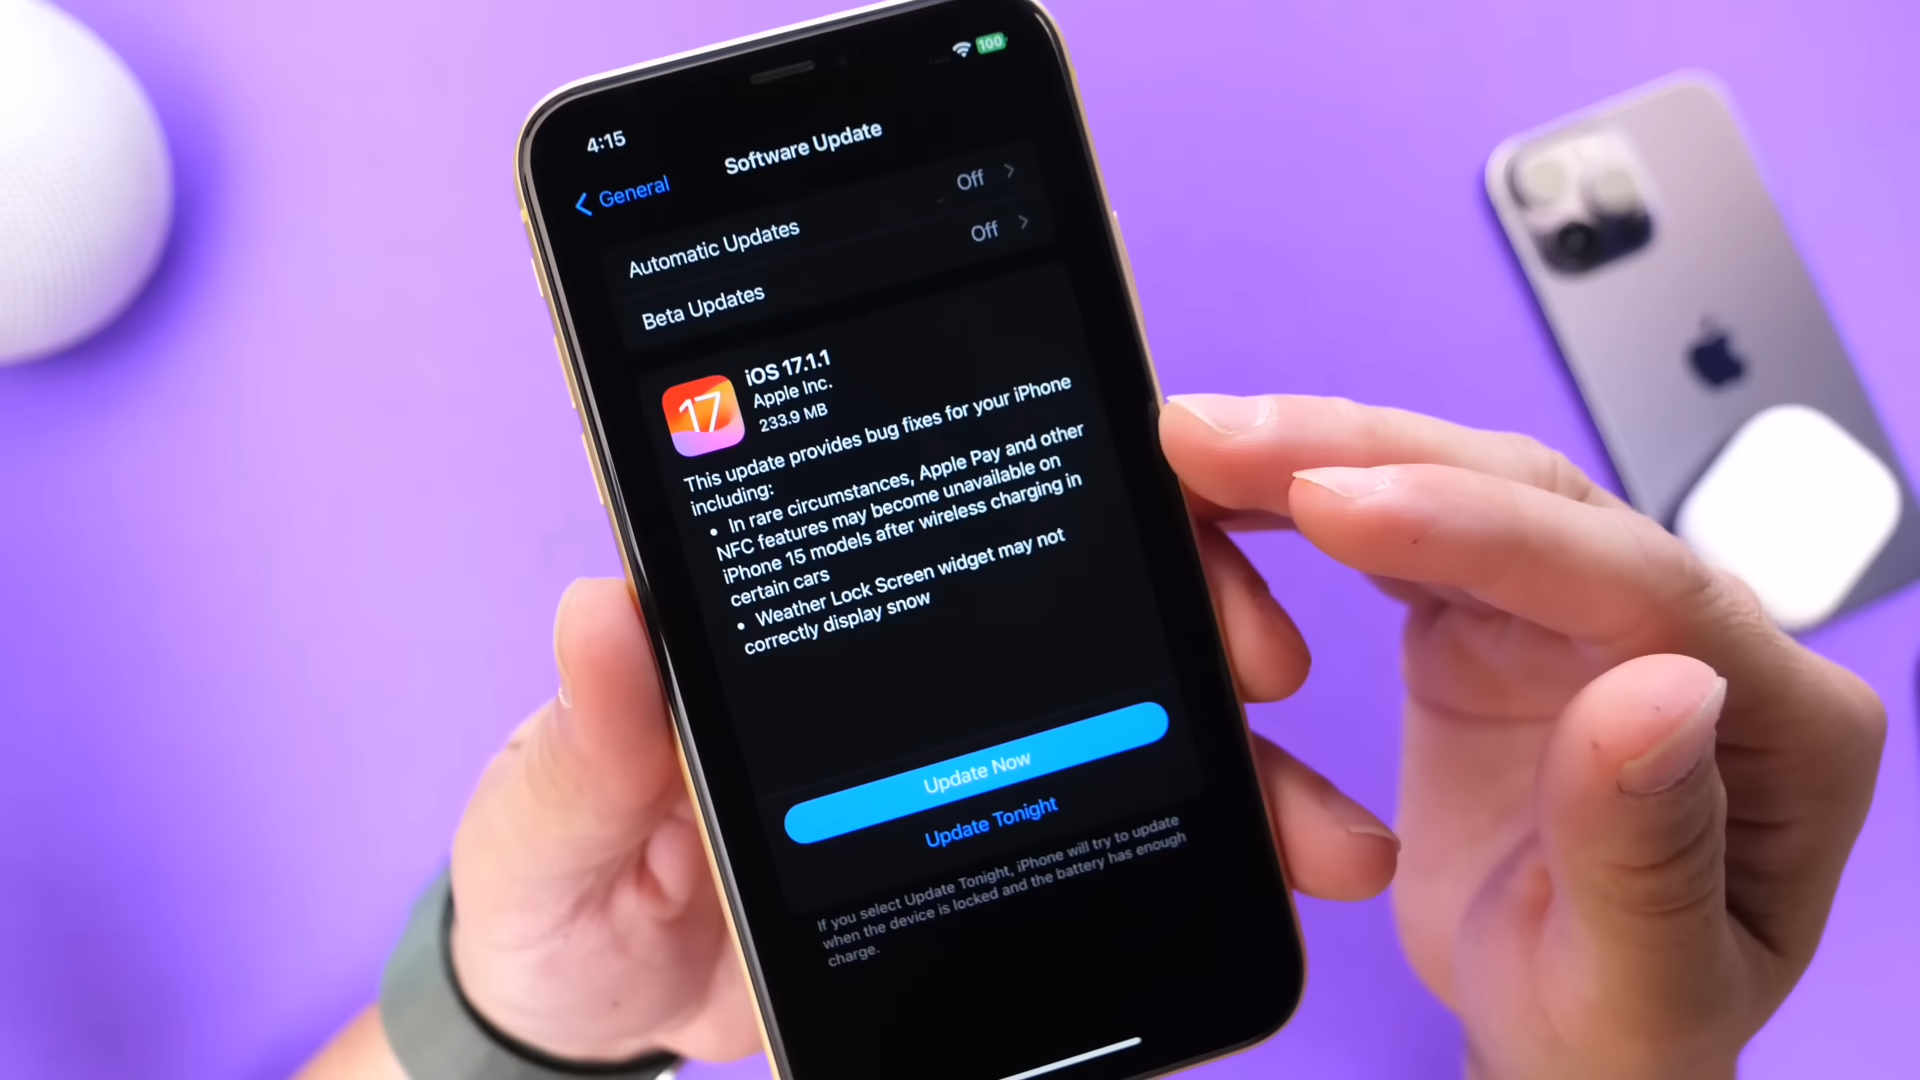 100
4:15
Software Update
General
Automatic Updates Off
Beta Updates Off
17
iOS 17.1.1
Apple Inc.
233.9 MB
This update provides bug fixes for your iPhone
including:
• In rare circumstances, Apple Pay and other
NFC features may become unavailable on
iPhone 15 models after wireless charging in
certain cars
• Weather Lock Screen widget may not
correctly display snow
Update Now
Update Tonight
If you select Update Tonight, iPhone will try to update
when the device is locked and the battery has enough
charge.